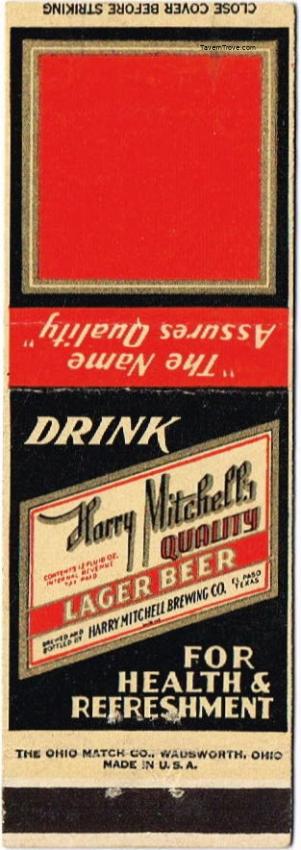 CLOSE COVER BEFORE STRIKING
TavernTrove.com
"The Name
Assures Quality"
DRINK
Harry Mitchell's
QUALITY
CONTENTS 12 FLUID OZ.
INTERNAL REVENUE
TAX PAID
LAGER BEER
BREWED AND
BOTTLED BY HARRY MITCHELL BREWING CO. EL PASO
TEXAS
FOR
HEALTH &
REFRESHMENT
THE OHIO MATCH CO., WADSWORTH, OHIO
MADE IN U.S.A.